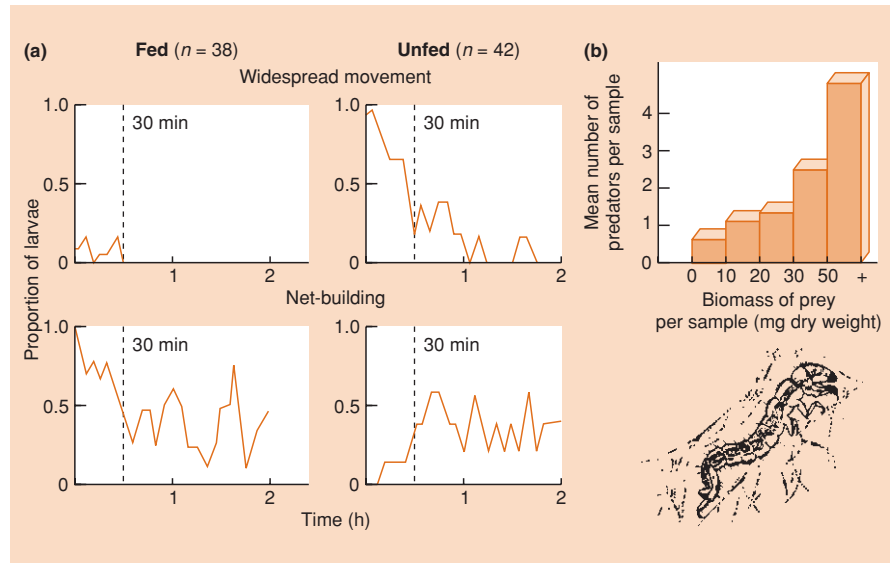 (a)
Fed (n = 38)
Unfed (n = 42)
Widespread movement
1.0
0.5
0
30 min
1
2
1.0
0.5
0
30 min
1
2
Net-building
1.0
0.5
0
30 min
1
2
1.0
0.5
0
30 min
1
2
Proportion of larvae
Time (h)
(b)
Mean number of
predators per sample
4
3
2
1
0
0 10 20 30 50 +
Biomass of prey
per sample (mg dry weight)